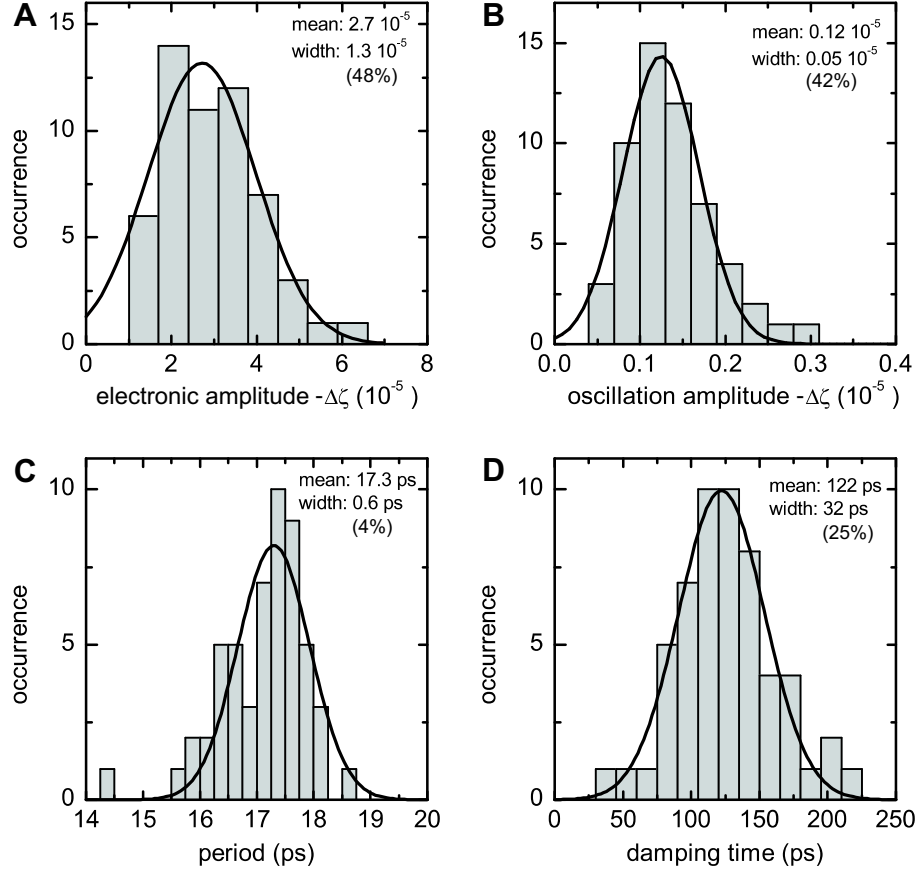 A
mean: 2.7 10-5
width: 1.3 10-5
(48%)
15
10
5
0
occurrence
0 2 4 6 8
electronic amplitude -Δζ (10-5 )
B
mean: 0.12 10-5
width: 0.05 10-5
(42%)
15
10
5
0
occurrence
0.0 0.1 0.2 0.3 0.4
oscillation amplitude -Δζ (10-5 )
C
mean: 17.3 ps
width: 0.6 ps
(4%)
10
5
0
occurrence
14 15 16 17 18 19 20
period (ps)
D
mean: 122 ps
width: 32 ps
(25%)
10
5
0
occurrence
0 50 100 150 200 250
damping time (ps)